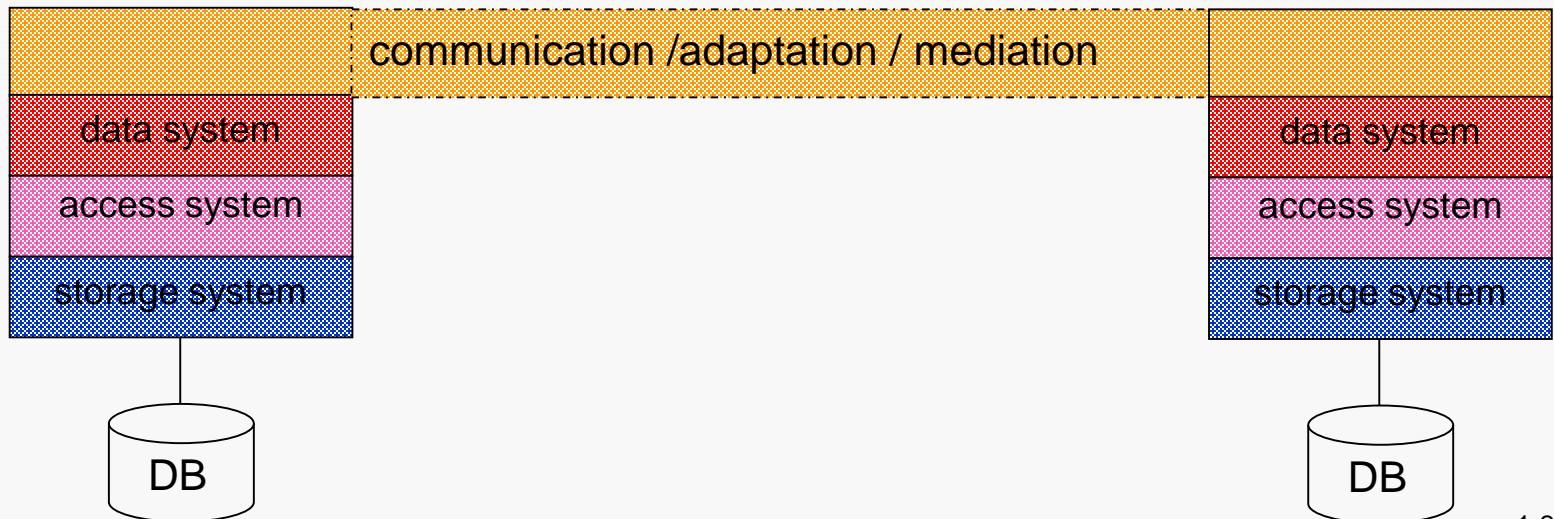 communication /adaptation / mediation
data system
data system
access system
access system
storage system
storage system
DB
DB